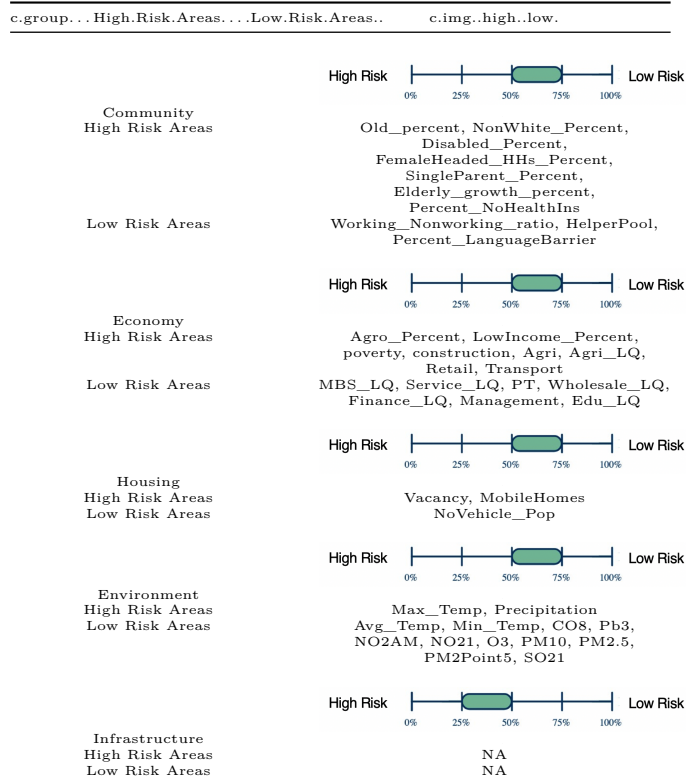 c.group. . . High.Risk.Areas. . . .Low.Risk.Areas. . c.img..high..low.
High Risk Low Risk
0% 25% 50% 75% 100%
Community
High Risk Areas Old_percent, NonWhite_Percent,
Disabled_Percent,
FemaleHeaded_HHs_Percent,
SingleParent_Percent,
Elderly_growth_percent,
Percent_NoHealthIns
Low Risk Areas Working_Nonworking_ratio, HelperPool,
Percent_LanguageBarrier
High Risk Low Risk
0% 25% 50% 75% 100%
Economy
High Risk Areas Agro_Percent, LowIncome_Percent,
poverty, construction, Agri, Agri_LQ,
Retail, Transport
Low Risk Areas MBS_LQ, Service_LQ, PT, Wholesale_LQ,
Finance_LQ, Management, Edu_LQ
High Risk Low Risk
0% 25% 50% 75% 100%
Housing
High Risk Areas Vacancy, MobileHomes
Low Risk Areas NoVehicle_Pop
High Risk Low Risk
0% 25% 50% 75% 100%
Environment
High Risk Areas Max_Temp, Precipitation
Low Risk Areas Avg_Temp, Min_Temp, CO8, Pb3,
NO2AM, NO21, O3, PM10, PM2.5,
PM2Point5, SO21
High Risk Low Risk
0% 25% 50% 75% 100%
Infrastructure
High Risk Areas NA
Low Risk Areas NA